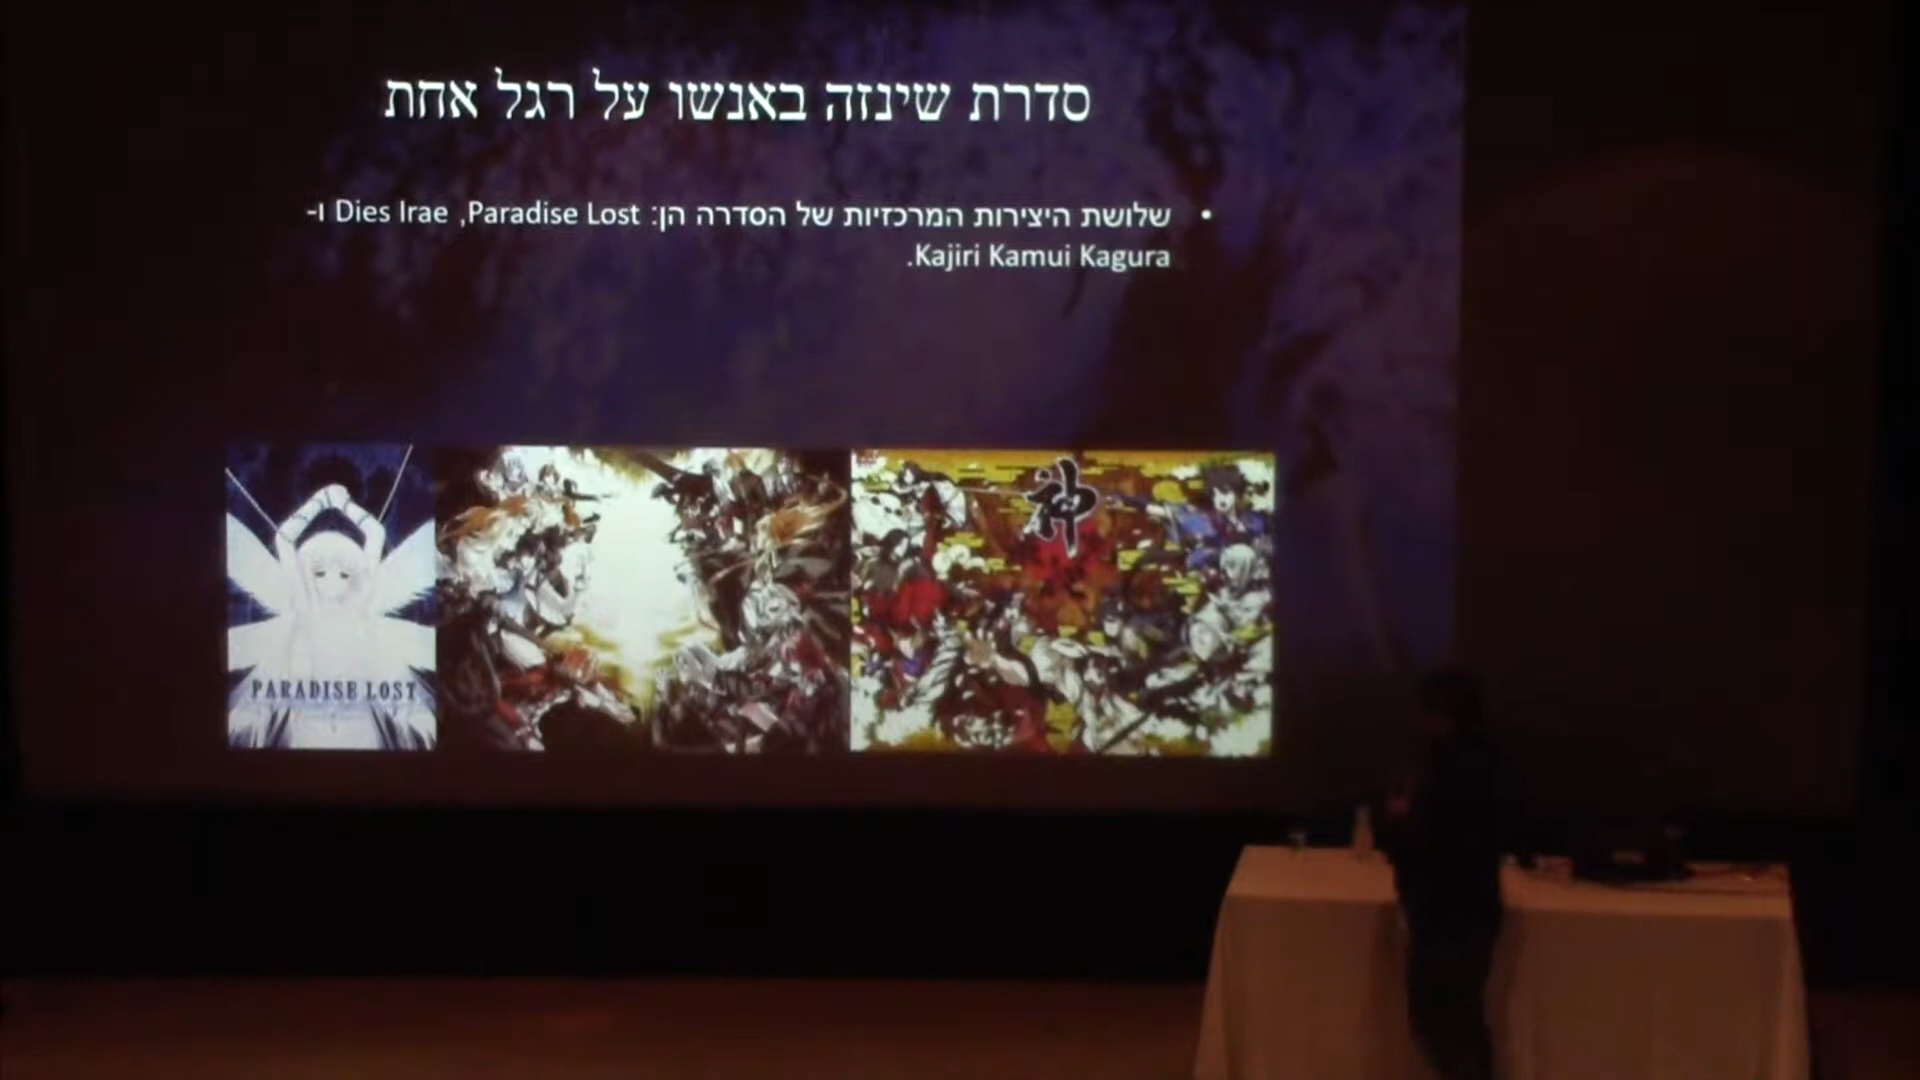 סדרת שינזה באנשו על רגל אחת
• שלושת היצירות המרכזיות של הסדרה הן: Paradise Lost, Dies Irae ו-
Kajiri Kamui Kagura.
神
PARADISE LOST